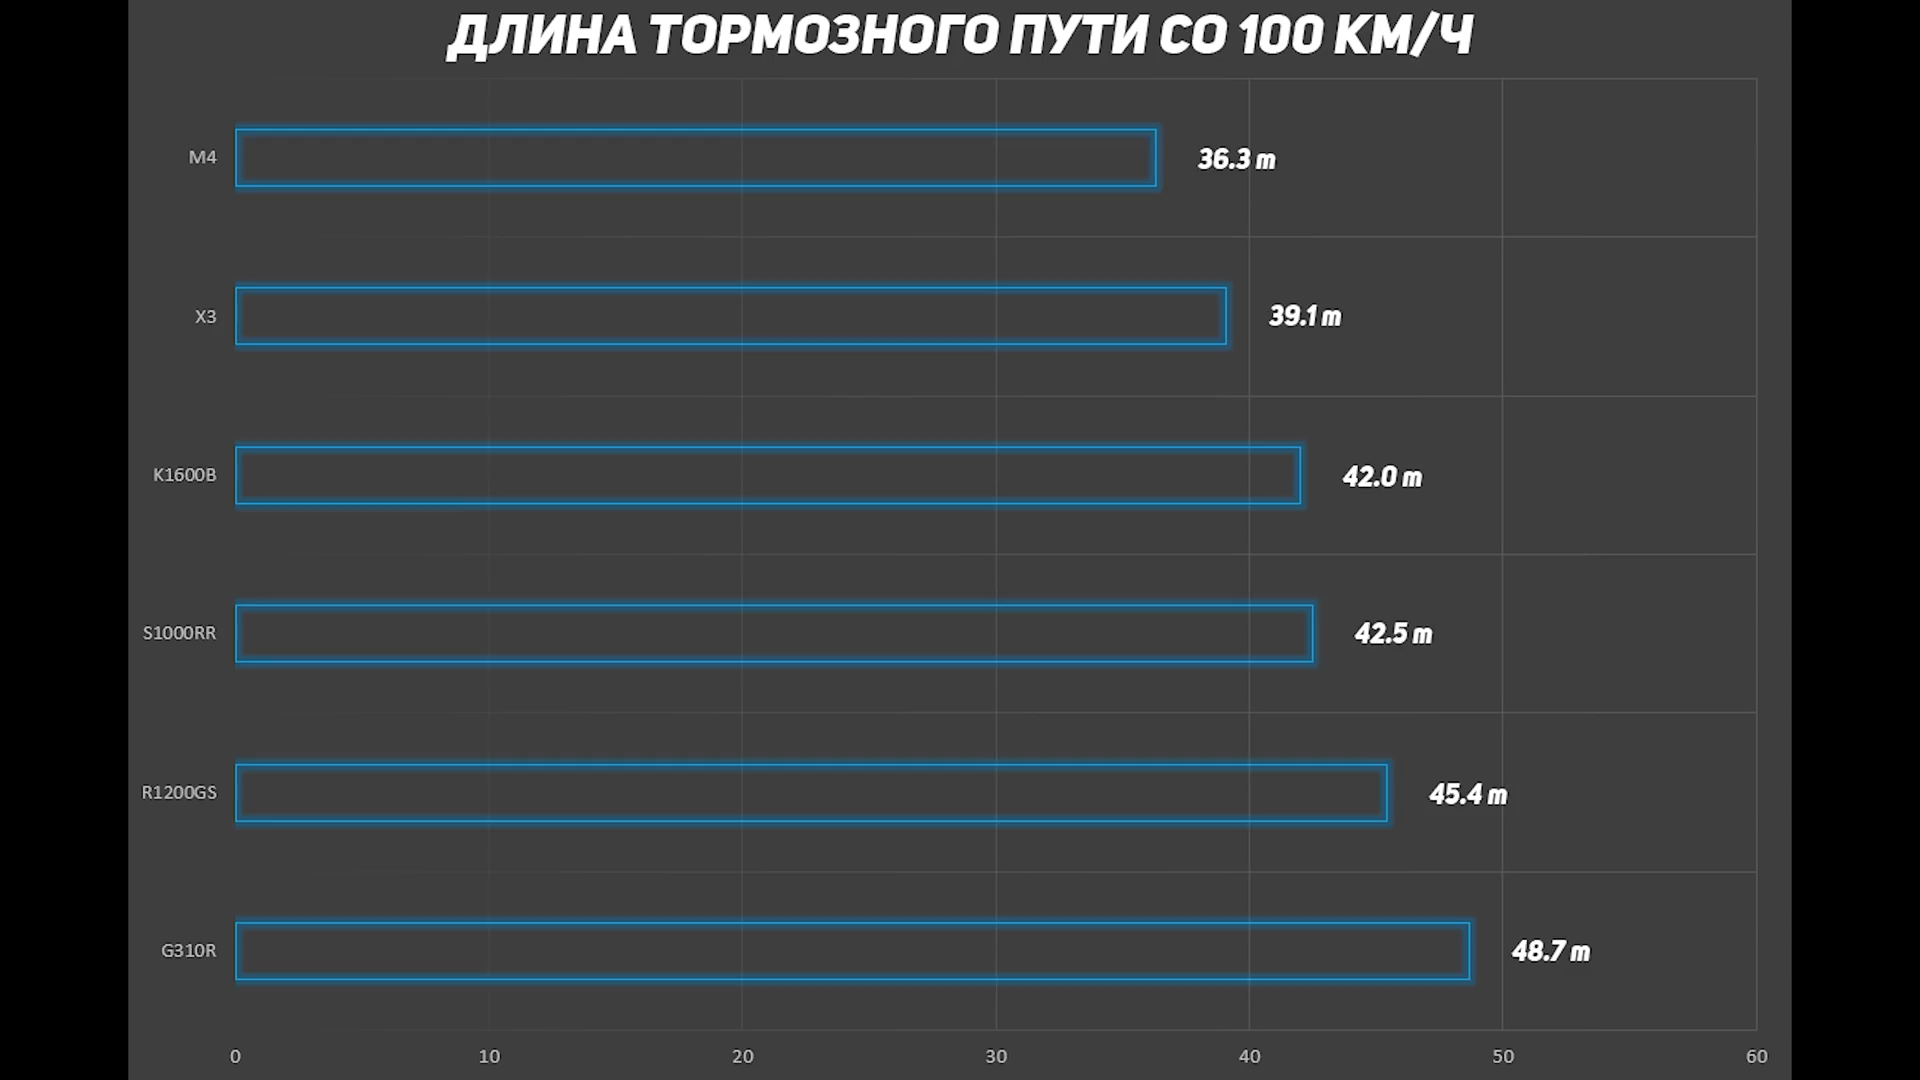 ДЛИНА ТОРМОЗНОГО ПУТИ СО 100 КМ/Ч
M4 36.3 m
X3 39.1 m
K1600B 42.0 m
S1000RR 42.5 m
R1200GS 45.4 m
G310R 48.7 m
0 10 20 30 40 50 60